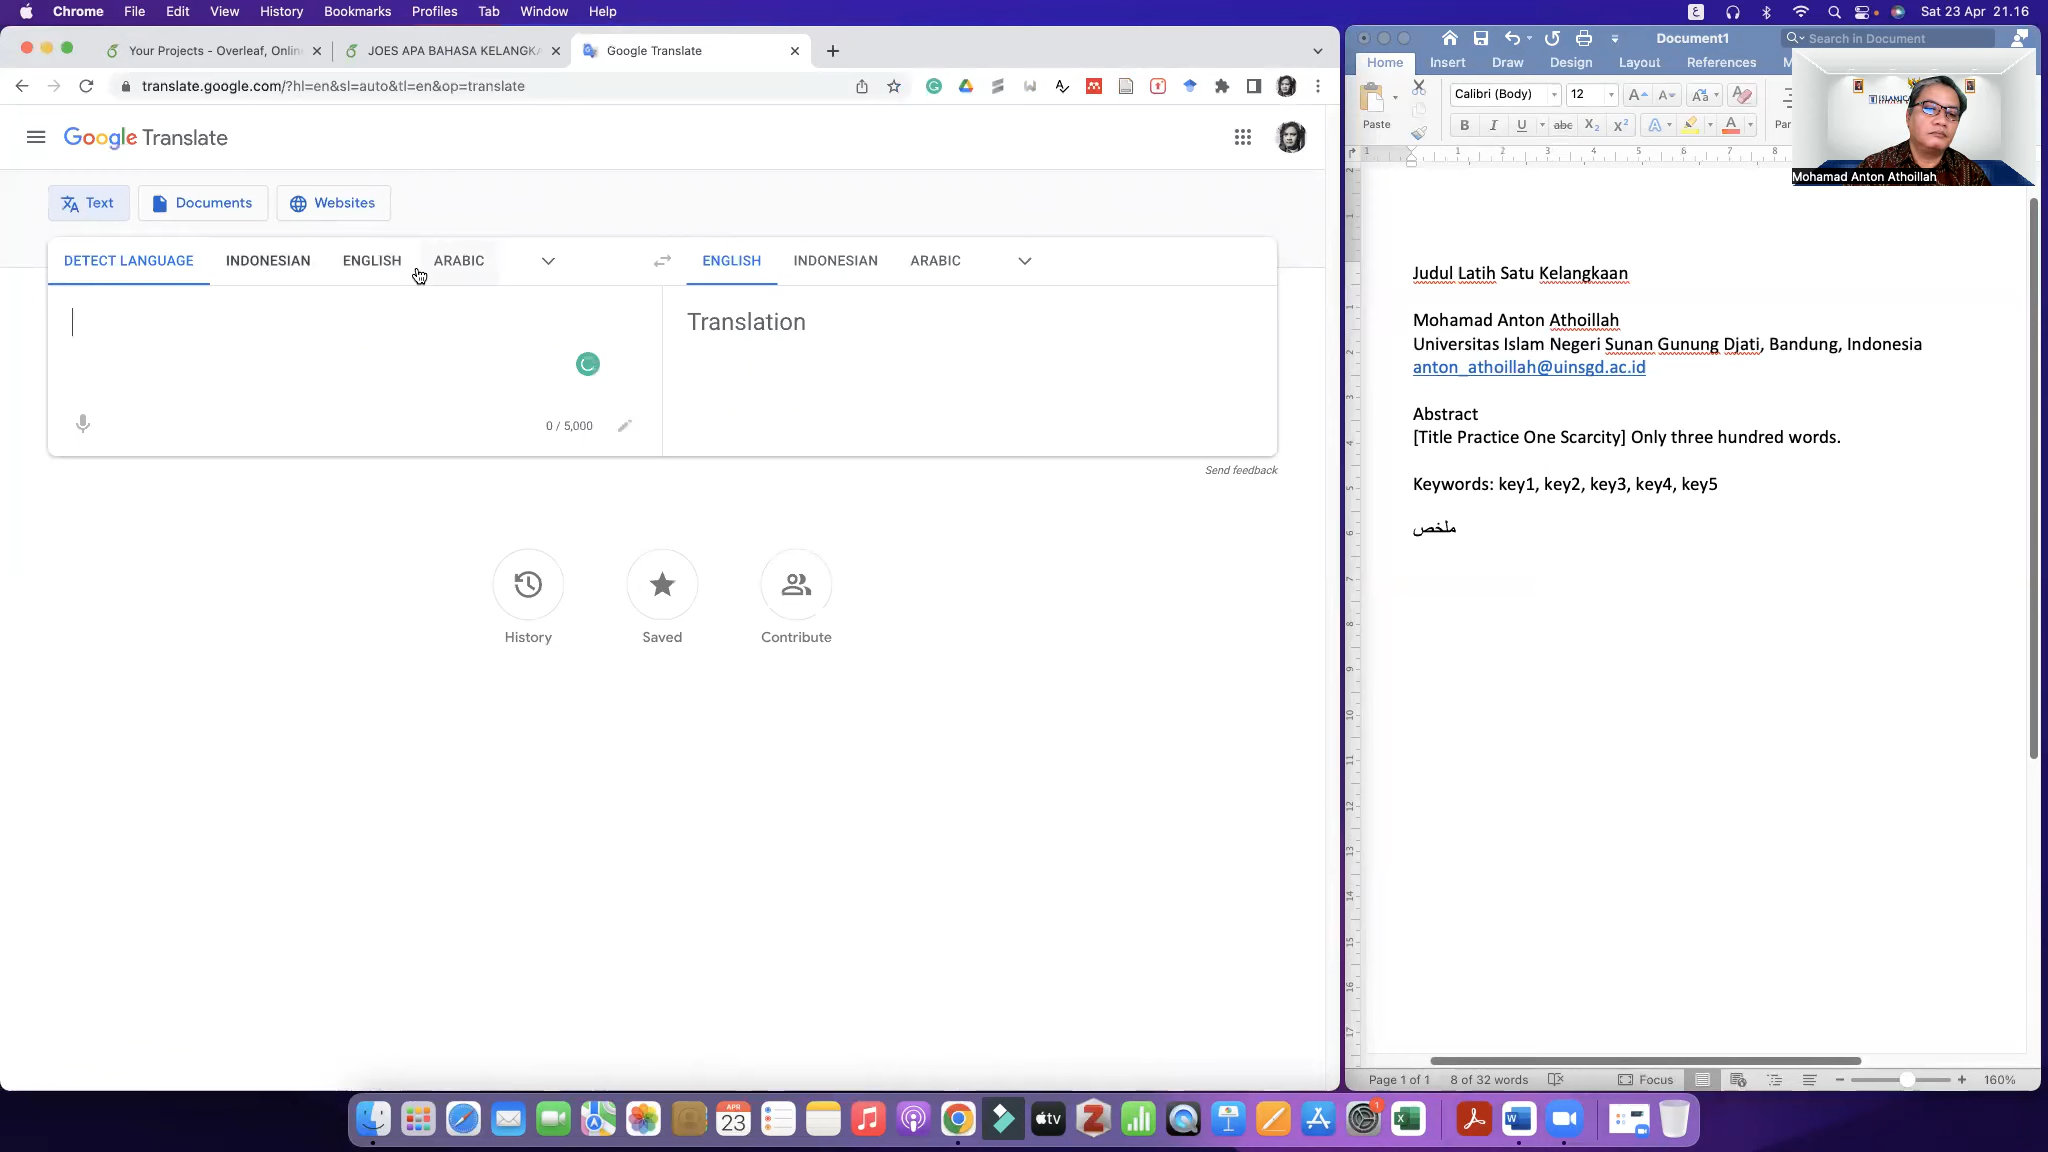 Chrome File Edit View History Bookmarks Profiles Tab Window Help
ع
Sat 23 Apr 21.16
Your Projects - Overleaf, Onlin
JOES APA BAHASA KELANGKA
Google Translate
translate.google.com/?hl=en&sl=auto&tl=en&op=translate
Google Translate
Text
Documents
Websites
DETECT LANGUAGE INDONESIAN ENGLISH ARABIC
ENGLISH INDONESIAN ARABIC
Translation
0 / 5,000
Send feedback
History
Saved
Contribute
Document1
Search in Document
Home Insert Draw Design Layout References M
Paste
Calibri (Body)
12
Par
Mohamad Anton Athoillah
Judul Latih Satu Kelangkaan
Mohamad Anton Athoillah
Universitas Islam Negeri Sunan Gunung Djati, Bandung, Indonesia
anton_athoillah@uinsgd.ac.id
Abstract
[Title Practice One Scarcity] Only three hundred words.
Keywords: key1, key2, key3, key4, key5
ملخص
Page 1 of 1
8 of 32 words
Focus
160%
APR
23
tv